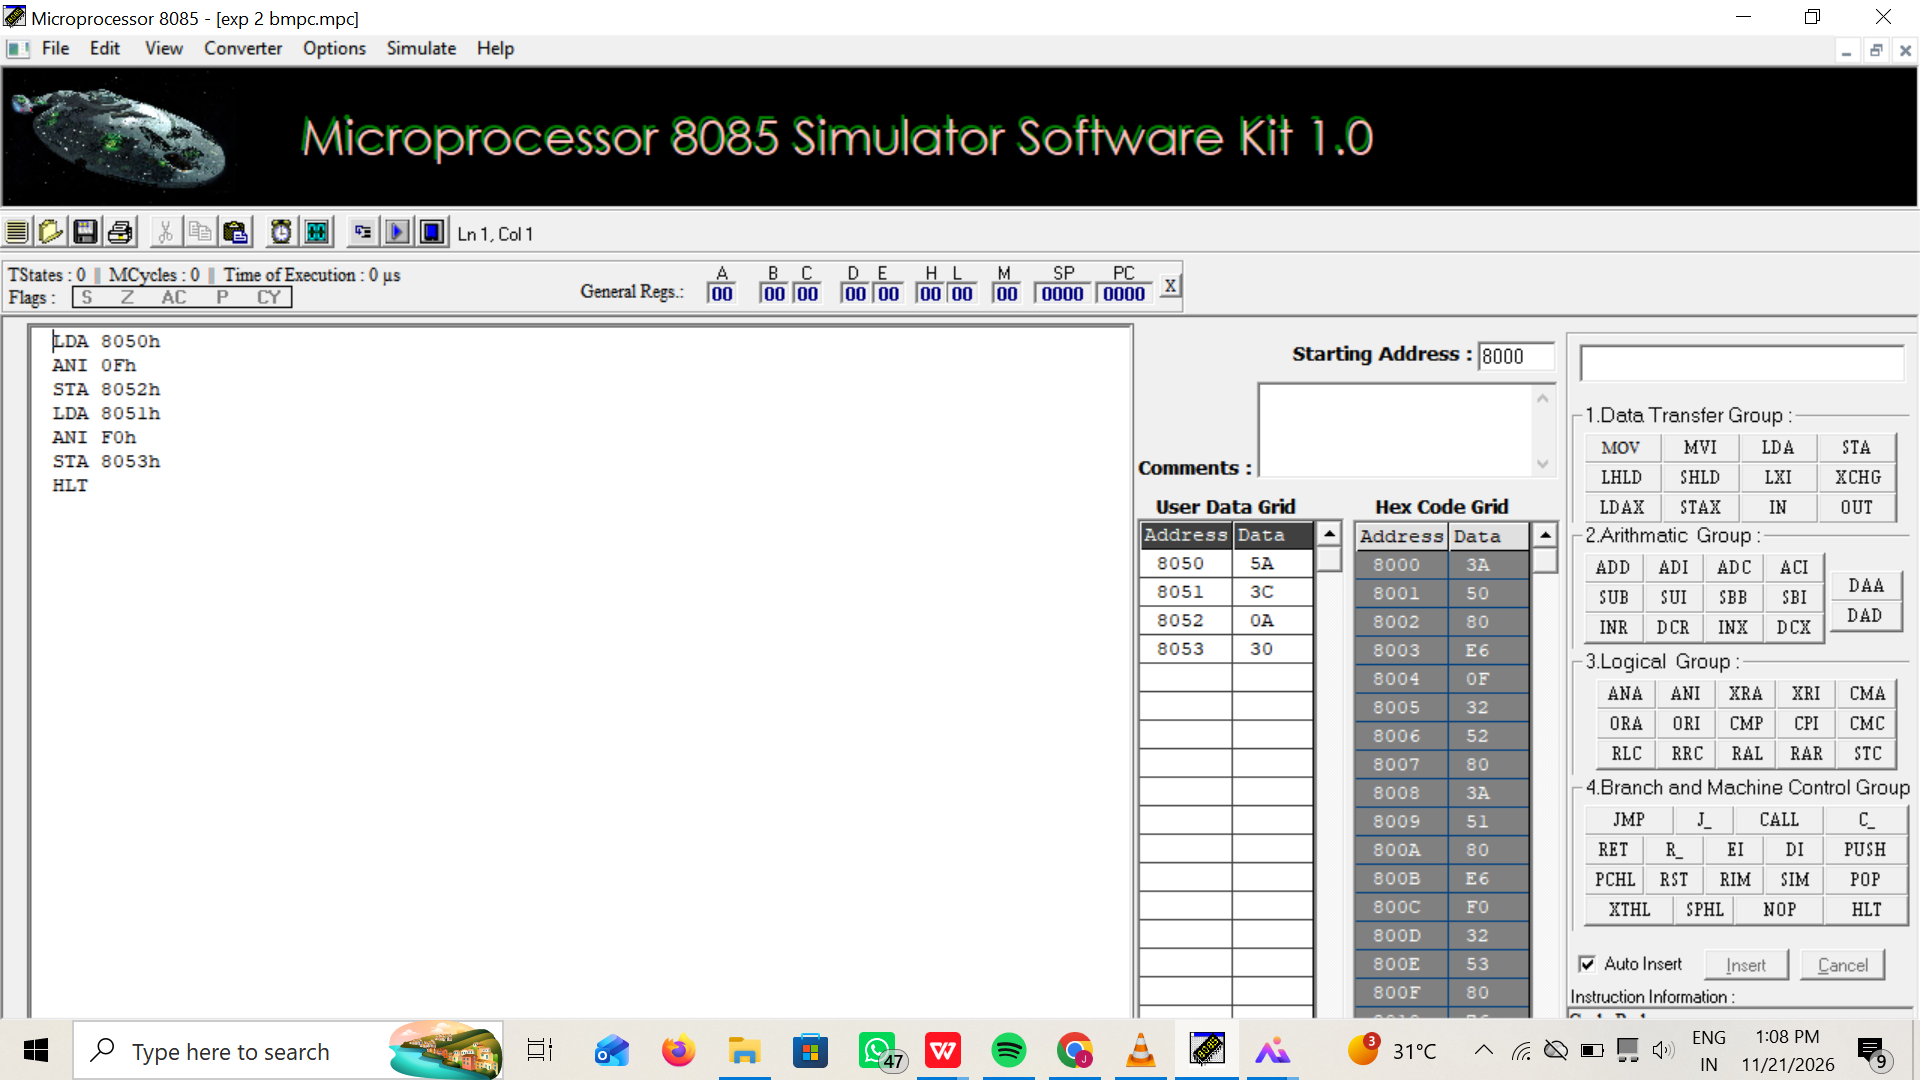 Microprocessor 8085 - [exp 2 bmpc.mpc]
File Edit View Converter Options Simulate Help
Microprocessor 8085 Simulator Software Kit 1.0
Ln 1, Col 1
TStates : 0 || MCycles : 0 || Time of Execution : 0 µs
Flags : S Z AC P CY
General Regs.:
A B C D E H L M SP PC
00 00 00 00 00 00 00 00 0000 0000 X
LDA 8050h
ANI 0Fh
STA 8052h
LDA 8051h
ANI F0h
STA 8053h
HLT
Starting Address : 8000
Comments :
User Data Grid
Address Data
8050 5A
8051 3C
8052 0A
8053 30
Hex Code Grid
Address Data
8000 3A
8001 50
8002 80
8003 E6
8004 0F
8005 32
8006 52
8007 80
8008 3A
8009 51
800A 80
800B E6
800C F0
800D 32
800E 53
800F 80
1.Data Transfer Group :
MOV MVI LDA STA
LHLD SHLD LXI XCHG
LDAX STAX IN OUT
2.Arithmatic Group :
ADD ADI ADC ACI
SUB SUI SBB SBI
INR DCR INX DCX
DAA
DAD
3.Logical Group :
ANA ANI XRA XRI CMA
ORA ORI CMP CPI CMC
RLC RRC RAL RAR STC
4.Branch and Machine Control Group
JMP J_ CALL C_
RET R_ EI DI PUSH
PCHL RST RIM SIM POP
XTHL SPHL NOP HLT
Auto Insert Insert Cancel
Instruction Information :
Type here to search
47
W
J
8085
3
31°C
ENG
IN
1:08 PM
11/21/2026
9